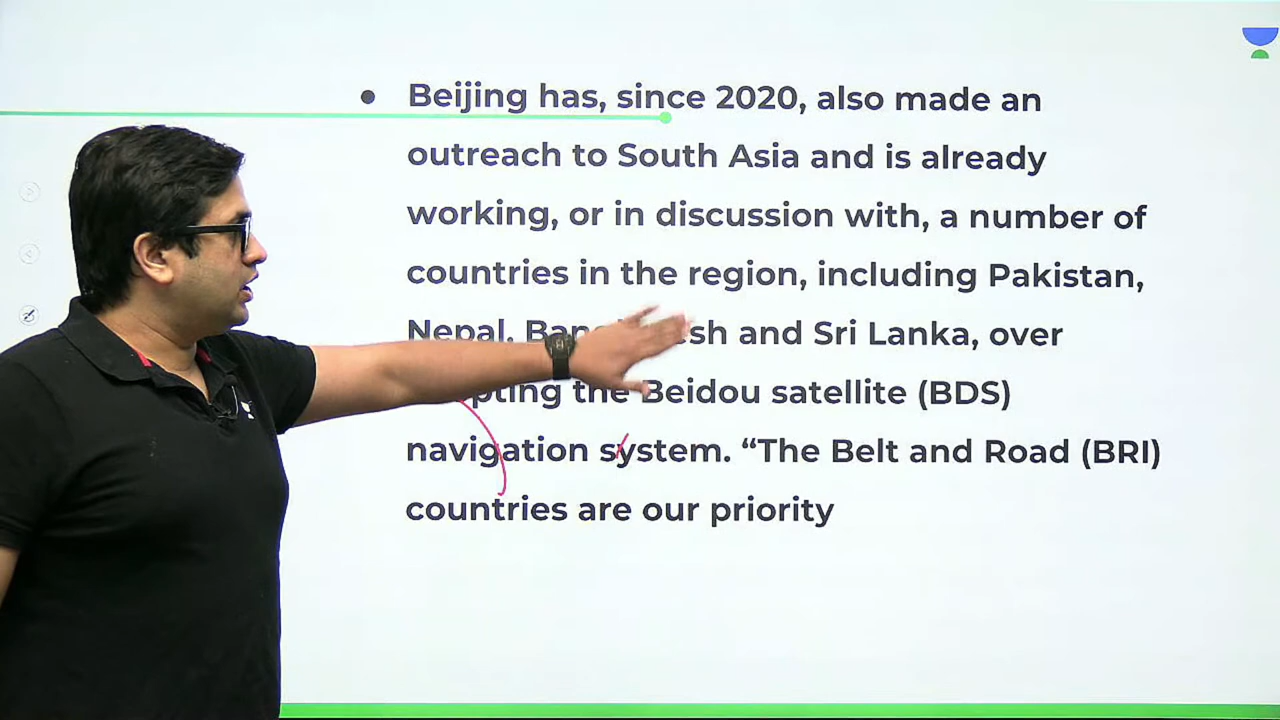 Beijing has, since 2020, also made an
outreach to South Asia and is already
working, or in discussion with, a number of
countries in the region, including Pakistan,
Nepal, and Sri Lanka, over
the Beidou satellite (BDS)
navigation system. “The Belt and Road (BRI)
countries are our priority